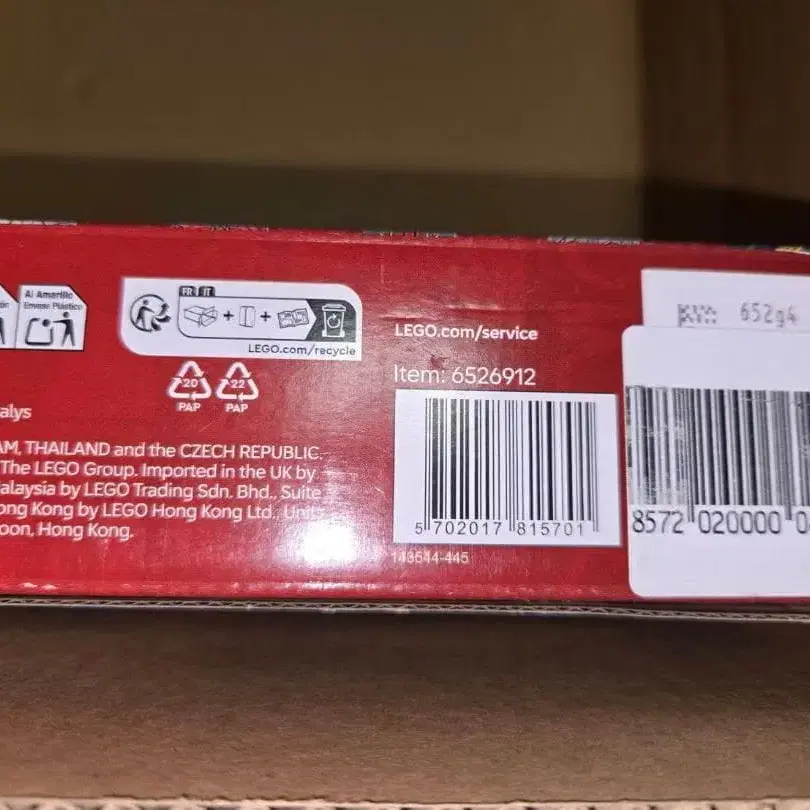 Ai Amarillo
Envase Plástico
FR IT
LEGO.com/recycle
20
PAP
22
PAP
alys
AM, THAILAND and the CZECH REPUBLIC.
The LEGO Group. Imported in the UK by
alaysia by LEGO Trading Sdn. Bhd., Suite
ong Kong by LEGO Hong Kong Ltd., Units
oon, Hong Kong.
LEGO.com/service
Item: 6526912
5 702017 815701
143544-445
652g4
8572 020000 0